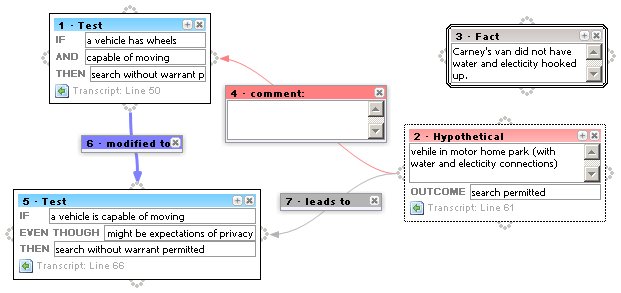 1 - Test
IF a vehicle has wheels
AND capable of moving
THEN search without warrant p
Transcript: Line 50
3 - Fact
Carney's van did not have
water and electicity hooked
up.
4 - comment:
2 - Hypothetical
vehile in motor home park (with
water and electicity connections)
OUTCOME search permitted
Transcript: Line 61
6 - modified to
7 - leads to
5 - Test
IF a vehicle is capable of moving
EVEN THOUGH might be expectations of privacy
THEN search without warrant permitted
Transcript: Line 66